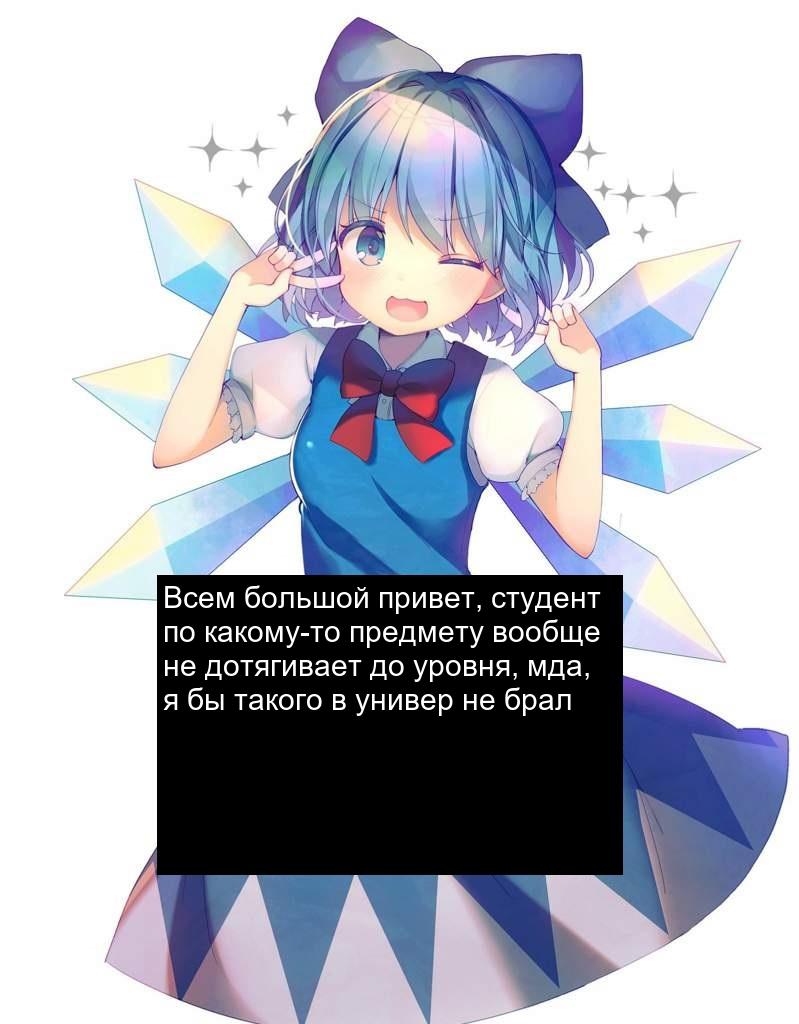 Всем большой привет, студент
по какому-то предмету вообще
не дотягивает до уровня, мда,
я бы такого в универ не брал